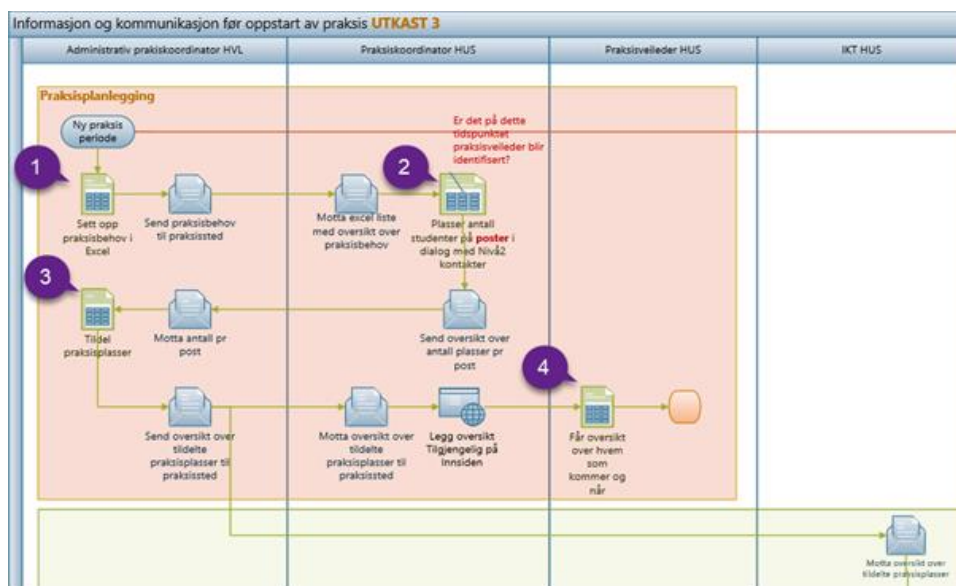 Informasjon og kommunikasjon før oppstart av praksis UTKAST 3
Administrativ prakiskoordinator HVL
Praksiskoordinator HUS
Praksisveileder HUS
IKT HUS
Praksisplanlegging
Ny praksis
periode
Er det på dette
tidspunktet
praksisveileder blir
identifisert?
1
2
Sett opp
praksisbehov i
Excel
Send praksisbehov
til praksissted
Motta excel liste
med oversikt over
praksisbehov
Plasser antall
studenter på poster i
dialog med Nivå2
kontakter
3
Tildel
praksisplasser
Motta antall pr
post
Send oversikt over
antall plasser pr
post
4
Send oversikt over
tildelte
praksisplasser til
praksissted
Motta oversikt over
tildelte
praksisplasser til
praksissted
Legg oversikt
Tilgjengelig på
Innsiden
Får oversikt
over hvem
som
kommer og
når
Motta oversikt over
tildelte praksisplasser